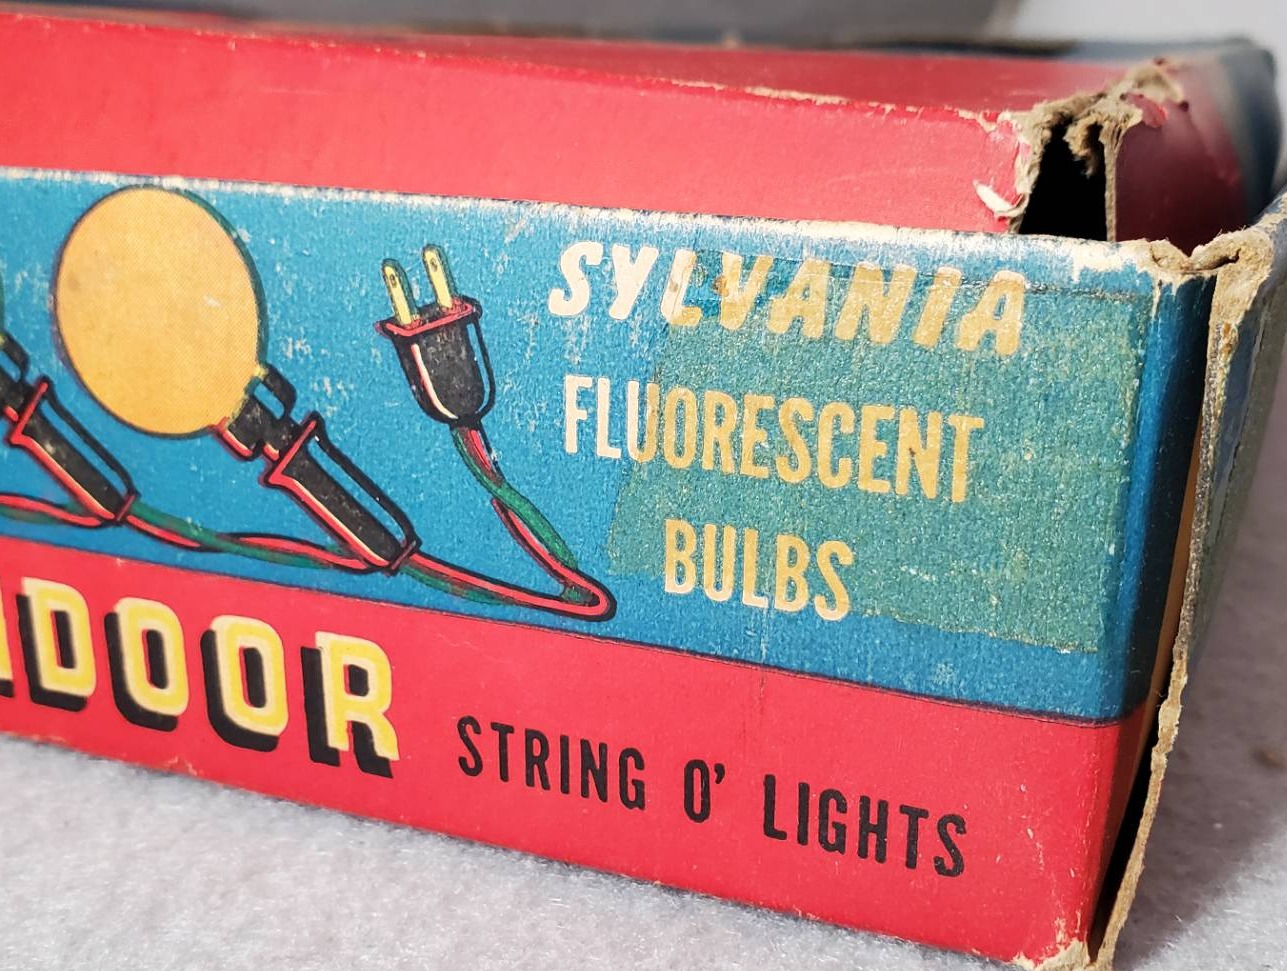 SYLVANIA
FLUORESCENT
BULBS
DOOR STRING O' LIGHTS